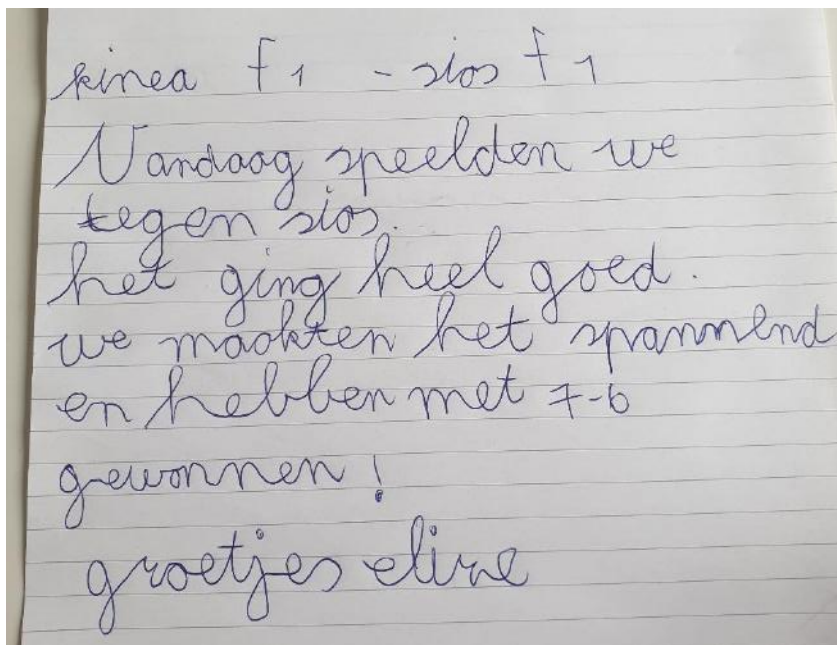 kinea f1 - sios f1
Vandaag speelden we
tegen sios.
het ging heel goed.
we maakten het spannend
en hebben met 7-6
gewonnen!
groetjes eline